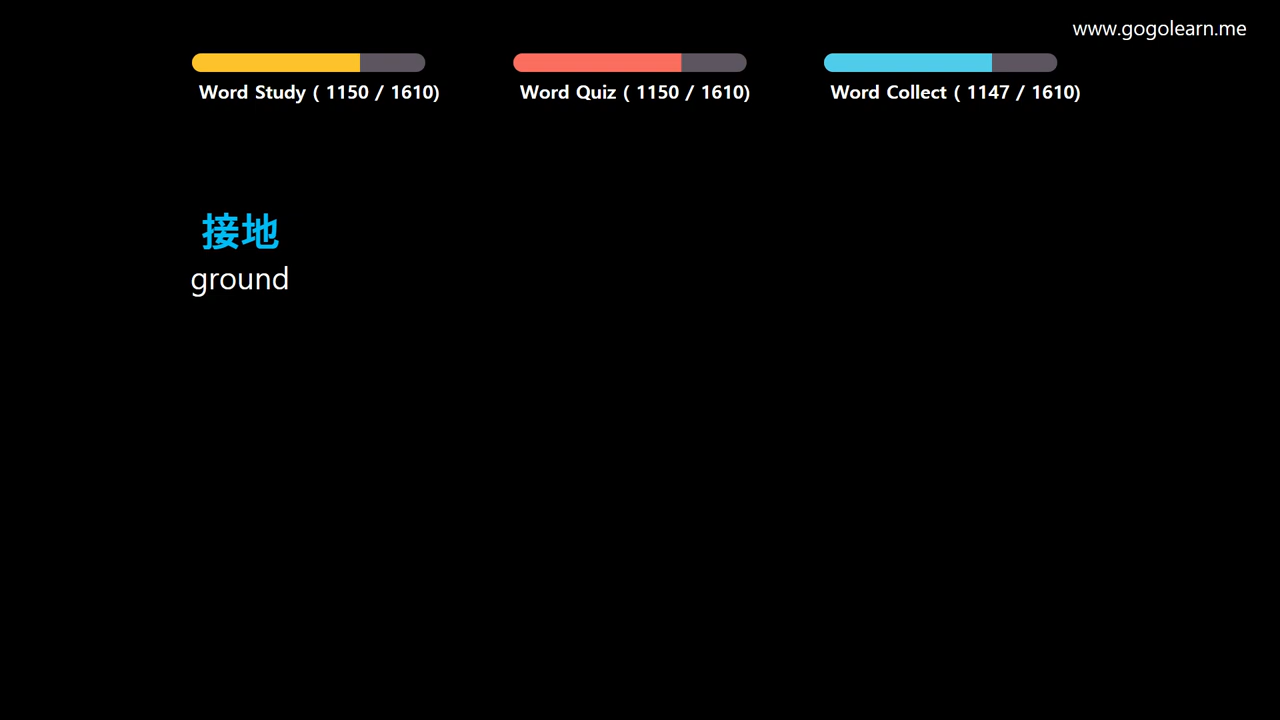 www.gogolearn.me
Word Study ( 1150 / 1610)
Word Quiz ( 1150 / 1610)
Word Collect ( 1147 / 1610)
接地
ground